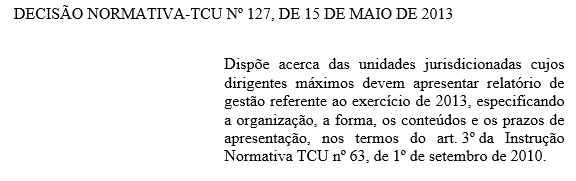 DECISÃO NORMATIVA-TCU Nº 127, DE 15 DE MAIO DE 2013
Dispõe acerca das unidades jurisdicionadas cujos
dirigentes máximos devem apresentar relatório de
gestão referente ao exercício de 2013, especificando
a organização, a forma, os conteúdos e os prazos de
apresentação, nos termos do art. 3º da Instrução
Normativa TCU nº 63, de 1º de setembro de 2010.